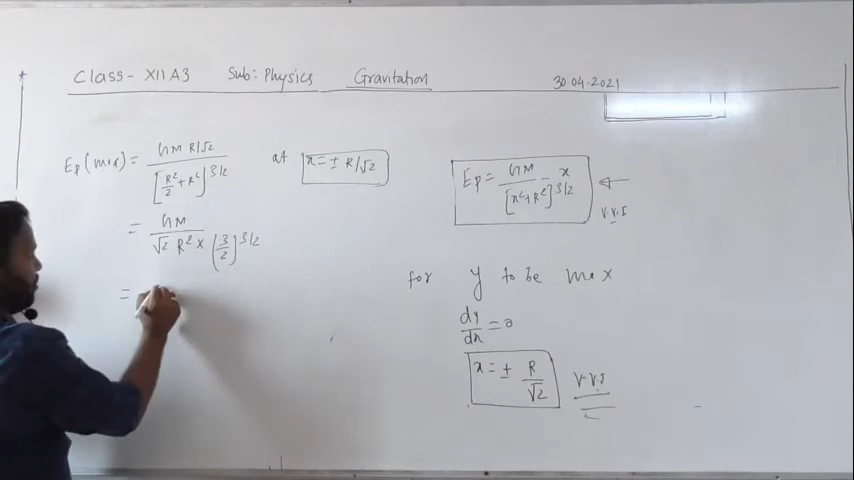 Class - XII A3 Sub: Physics Gravitation 30.04.2021
Ep (max) = GM R/√2 / [R²/2 + R²]^3/2 at x = ± R/√2
= GM / √2 R² × (3/2]^3/2
=
Ep = GM x / [x² + R²]^3/2 ←
V.V.I
for y to be max
dy/dx = 0
x = ± R/√2 V.V.I